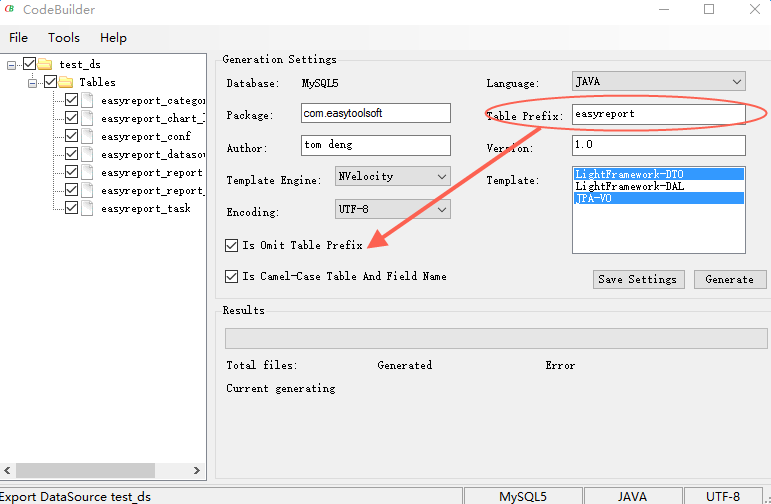 CB CodeBuilder
File Tools Help
test_ds
Tables
easyreport_categor
easyreport_chart_l
easyreport_conf
easyreport_datasou
easyreport_report
easyreport_report_
easyreport_task
Generation Settings
Database: MySQL5 Language: JAVA
Package: com.easytoolsoft Table Prefix: easyreport
Author: tom deng Version: 1.0
Template Engine: NVelocity Template: LightFramework-DTO
LightFramework-DAL
JPA-VO
Encoding: UTF-8
Is Omit Table Prefix
Is Camel-Case Table And Field Name
Save Settings Generate
Results
Total files: Generated Error
Current generating
Export DataSource test_ds MySQL5 JAVA UTF-8